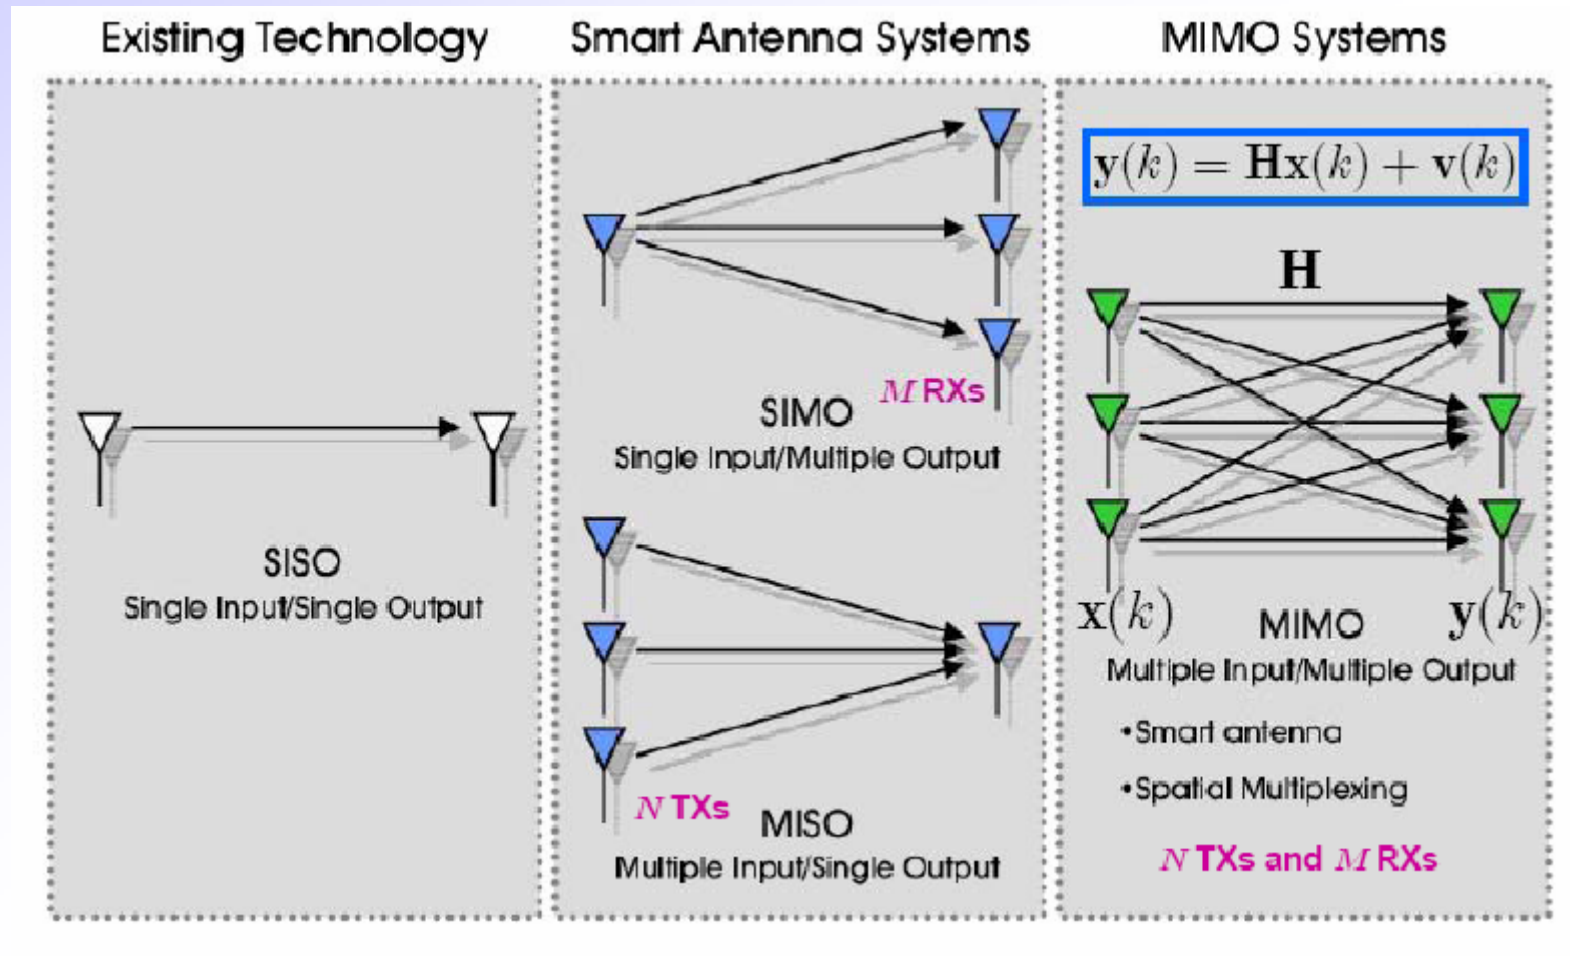 Existing Technology
SISO
Single Input/Single Output
Smart Antenna Systems
M RXs
SIMO
Single Input/Multiple Output
N TXs
MISO
Multiple Input/Single Output
MIMO Systems
y(k) = Hx(k) + v(k)
H
x(k)
y(k)
MIMO
Multiple Input/Multiple Output
•Smart antenna
•Spatial Multiplexing
N TXs and M RXs